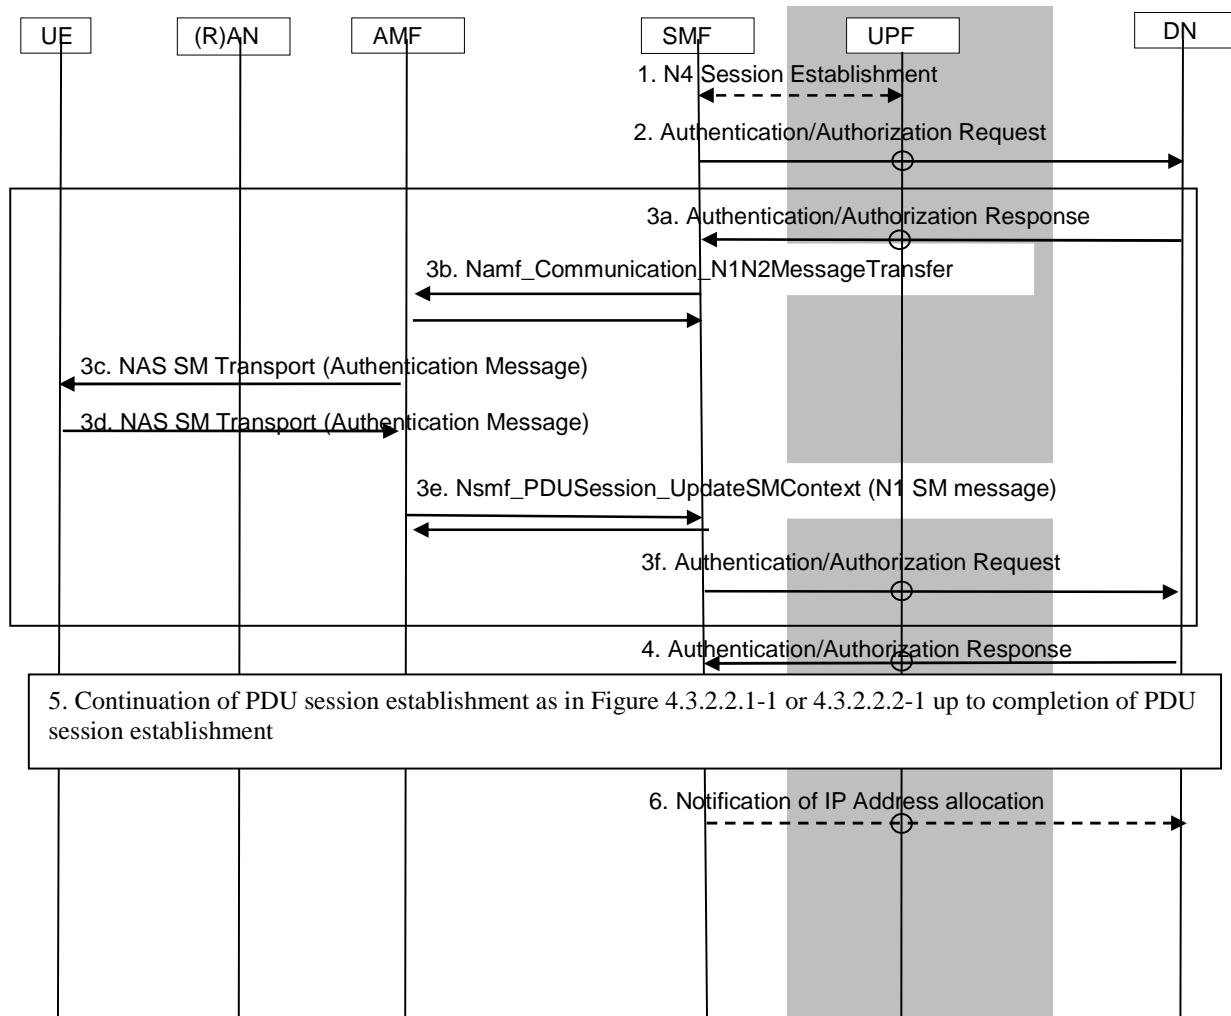 UE
(R)AN
AMF
SMF
UPF
DN
1. N4 Session Establishment
2. Authentication/Authorization Request
3a. Authentication/Authorization Response
3b. Namf_Communication_N1N2MessageTransfer
3c. NAS SM Transport (Authentication Message)
3d. NAS SM Transport (Authentication Message)
3e. Nsmf_PDUSession_UpdateSMContext (N1 SM message)
3f. Authentication/Authorization Request
4. Authentication/Authorization Response
5. Continuation of PDU session establishment as in Figure 4.3.2.2.1-1 or 4.3.2.2.2-1 up to completion of PDU
session establishment
6. Notification of IP Address allocation